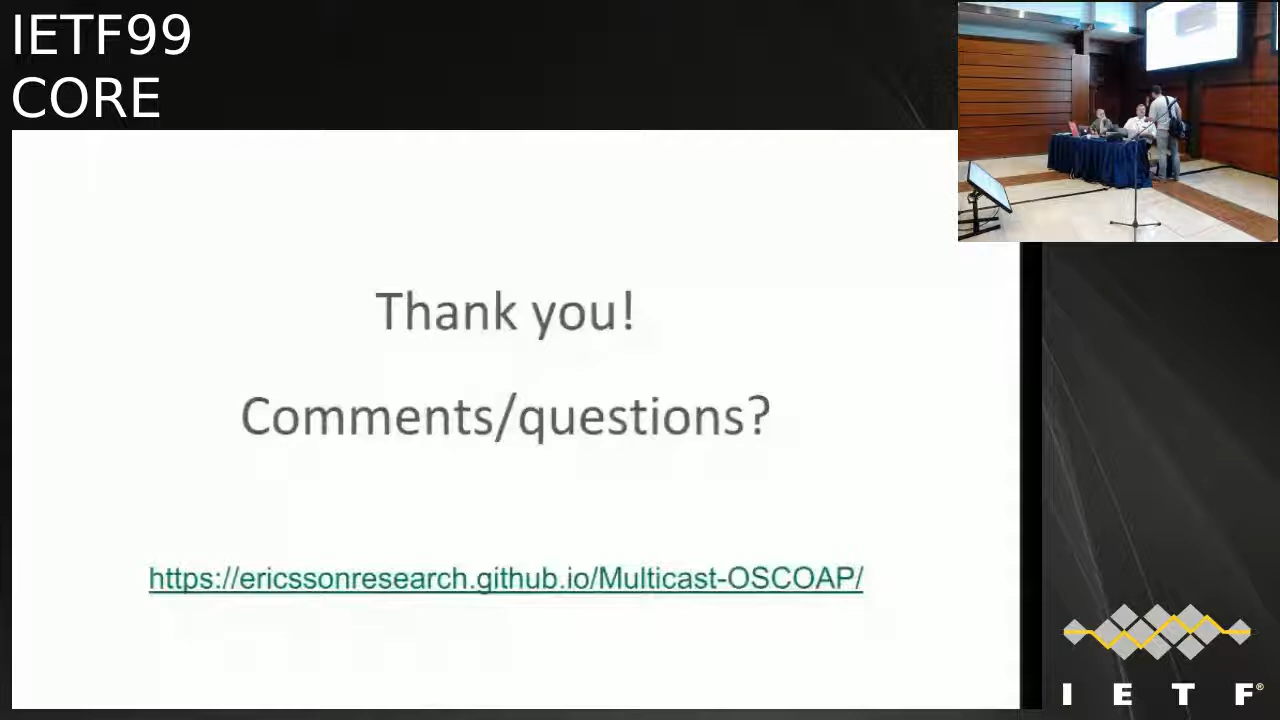 IETF99
CORE
Thank you!
Comments/questions?
https://ericssonresearch.github.io/Multicast-OSCOAP/
I E T F®